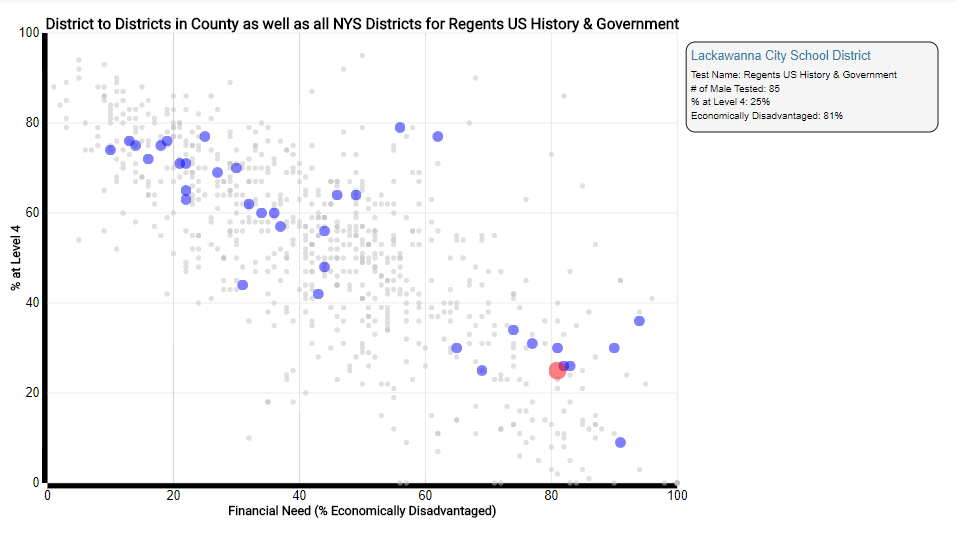 District to Districts in County as well as all NYS Districts for Regents US History & Government
Lackawanna City School District
Test Name: Regents US History & Government
# of Male Tested: 85
% at Level 4: 25%
Economically Disadvantaged: 81%
% at Level 4
100
80
60
40
20
0
0 20 40 60 80 100
Financial Need (% Economically Disadvantaged)